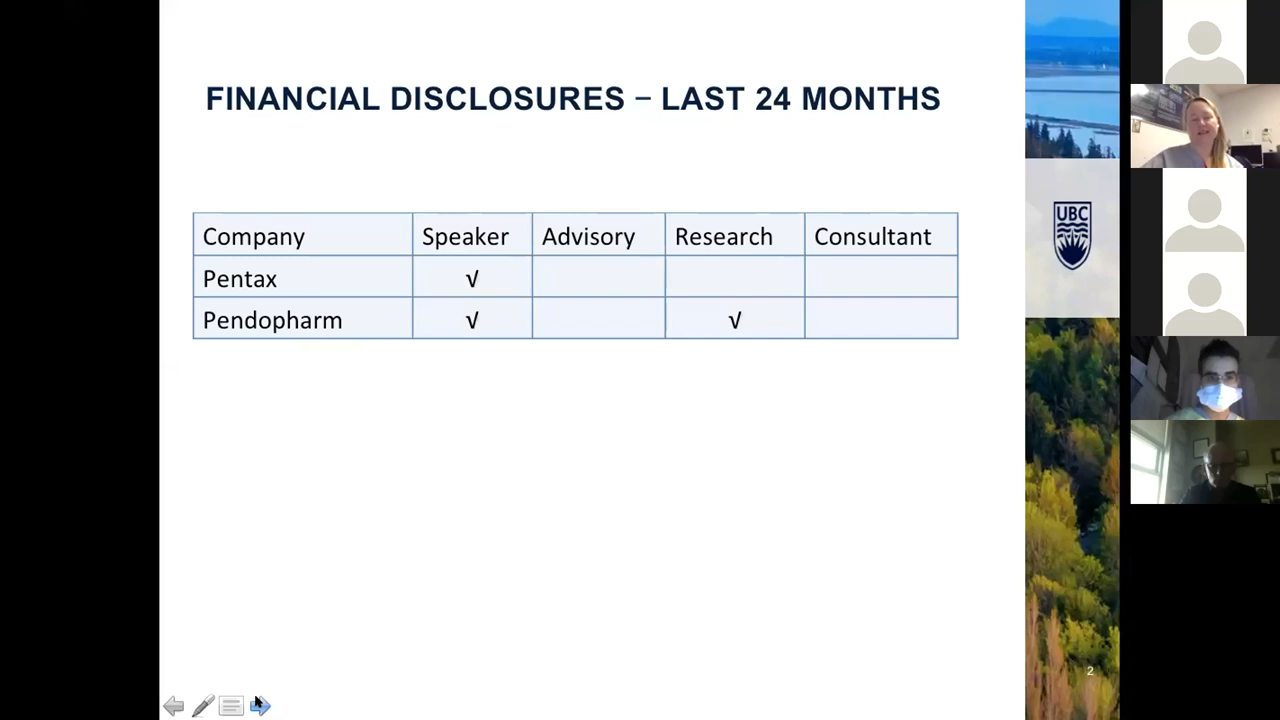 FINANCIAL DISCLOSURES – LAST 24 MONTHS
Company Speaker Advisory Research Consultant
Pentax √
Pendopharm √ √
UBC
2